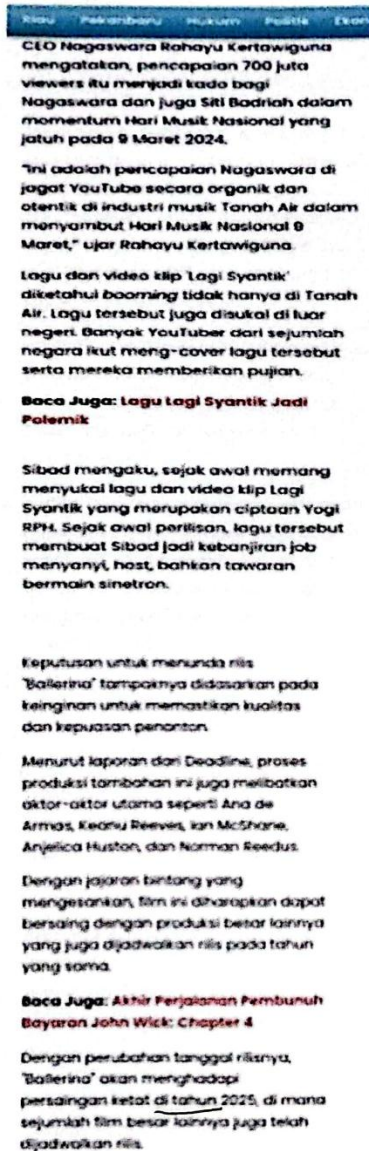 Riau Pekanbaru Hukum Politik Ekon
CEO Nagaswara Rahayu Kertawiguna
mengatakan, pencapaian 700 juta
viewers itu menjadi kado bagi
Nagaswara dan juga Siti Badriah dalam
momentum Hari Musik Nasional yang
jatuh pada 9 Maret 2024.
"Ini adalah pencapaian Nagaswara di
jagat YouTube secara organik dan
otentik di industri musik Tanah Air dalam
menyambut Hari Musik Nasional 9
Maret," ujar Rahayu Kertawiguna.
Lagu dan video klip 'Lagi Syantik'
diketahui booming tidak hanya di Tanah
Air. Lagu tersebut juga disukai di luar
negeri. Banyak YouTuber dari sejumlah
negara ikut meng-cover lagu tersebut
serta mereka memberikan pujian.
Baca Juga: Lagu Lagi Syantik Jadi
Polemik
Sibad mengaku, sejak awal memang
menyukai lagu dan video klip Lagi
Syantik yang merupakan ciptaan Yogi
RPH. Sejak awal perilisan, lagu tersebut
membuat Sibad jadi kebanjiran job
menyanyi, host, bahkan tawaran
bermain sinetron.
Keputusan untuk menunda rilis
"Ballerina" tampaknya didasarkan pada
keinginan untuk memastikan kualitas
dan kepuasan penonton.
Menurut laporan dari Deadline, proses
produksi tambahan ini juga melibatkan
aktor-aktor utama seperti Ana de
Armas, Keanu Reeves, Ian McShane,
Anjelica Huston, dan Norman Reedus.
Dengan jajaran bintang yang
mengesankan, film ini diharapkan dapat
bersaing dengan produksi besar lainnya
yang juga dijadwalkan rilis pada tahun
yang sama.
Baca Juga: Akhir Perjalanan Pembunuh
Bayaran John Wick: Chapter 4
Dengan perubahan tanggal rilisnya,
"Ballerina" akan menghadapi
persaingan ketat di tahun 2025, di mana
sejumlah film besar lainnya juga telah
dijadwalkan rilis.